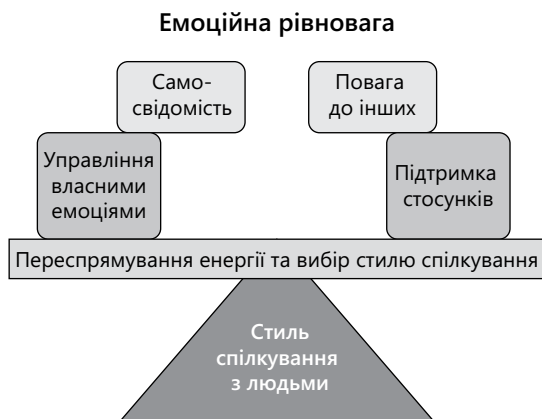 Емоційна рівновага
Само-
свідомість
Повага
до інших
Управління
власними
емоціями
Підтримка
стосунків
Переспрямування енергії та вибір стилю спілкування
Стиль
спілкування
з людьми